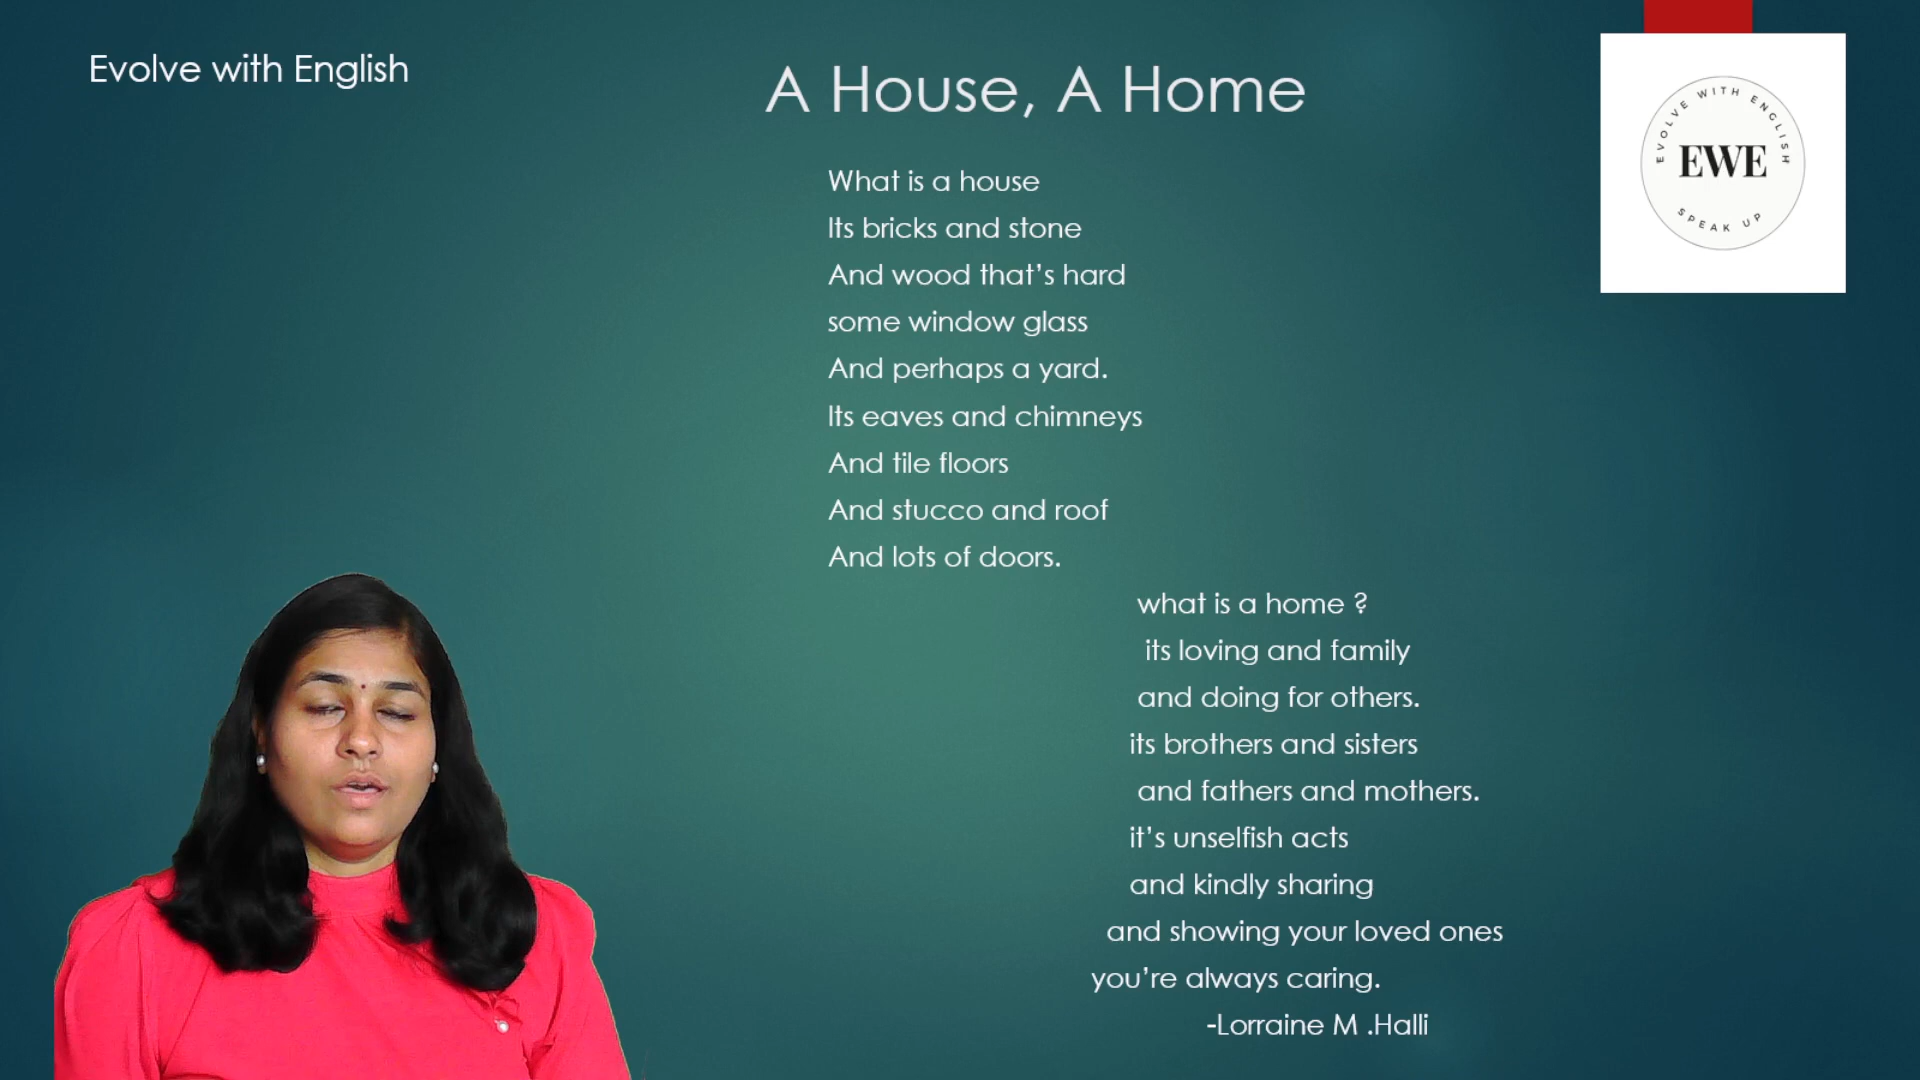 Evolve with English
A House, A Home
EVOLVE WITH ENGLISH
EWE
SPEAK UP
What is a house
Its bricks and stone
And wood that’s hard
some window glass
And perhaps a yard.
Its eaves and chimneys
And tile floors
And stucco and roof
And lots of doors.
what is a home ?
its loving and family
and doing for others.
its brothers and sisters
and fathers and mothers.
it’s unselfish acts
and kindly sharing
and showing your loved ones
you’re always caring.
-Lorraine M .Halli